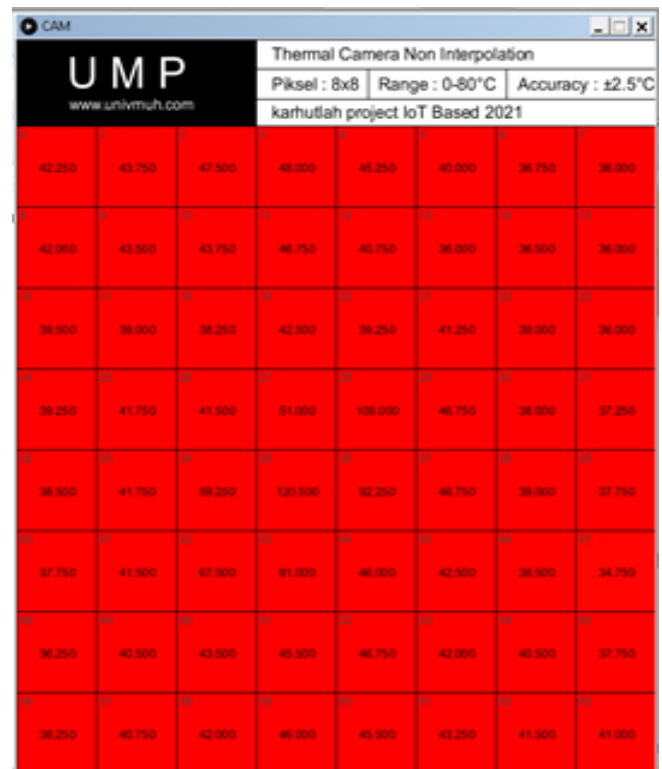 CAM
UMP
www.univmuh.com
Thermal Camera Non Interpolation
Piksel : 8x8 Range : 0-80°C Accuracy : ±2.5°C
karhutlah project IoT Based 2021
42.250 43.750 47.500 48.000 45.250 40.000 36.750 36.000
42.000 43.500 43.750 46.750 40.750 36.000 36.500 36.000
39.500 39.000 38.250 42.500 39.250 41.250 39.000 36.000
39.250 41.750 41.500 51.000 109.000 46.750 38.000 37.250
38.500 41.750 120.500 92.250 46.750 39.000 37.750
37.750 41.500 67.000 81.000 46.000 42.500 38.500 34.750
36.250 40.500 43.500 45.500 46.750 42.000 40.500 37.750
38.250 40.750 42.000 46.000 45.500 43.250 41.500 41.000